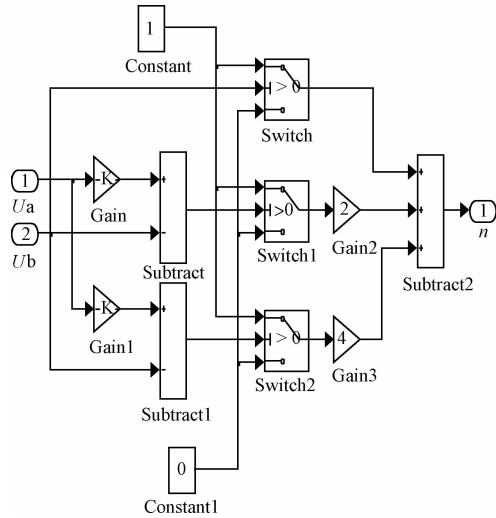 1
Constant
> 0
Switch
1
Ua
-K-
Gain
+
-
Subtract
2
Ub
>0
Switch1
2
Gain2
+
+
+
Subtract2
1
n
-K-
Gain1
+
-
Subtract1
> 0
Switch2
4
Gain3
0
Constant1